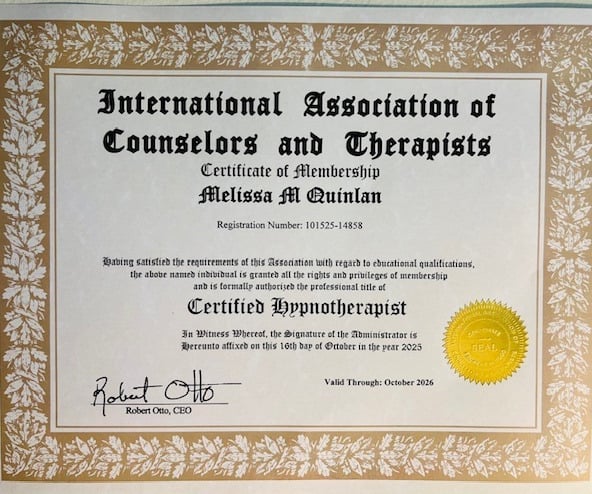 International Association of
Counselors and Therapists
Certificate of Membership
Melissa M Quinlan
Registration Number: 101525-14858
Having satisfied the requirements of this Association with regard to educational qualifications,
the above named individual is granted all the rights and privileges of membership
and is formally authorized the professional title of
Certified Hypnotherapist
In Witness Whereof, the Signature of the Administrator is
Hereunto affixed on this 16th day of October in the year 2025
Robert Otto
Robert Otto, CEO
Valid Through: October 2026
SEAL